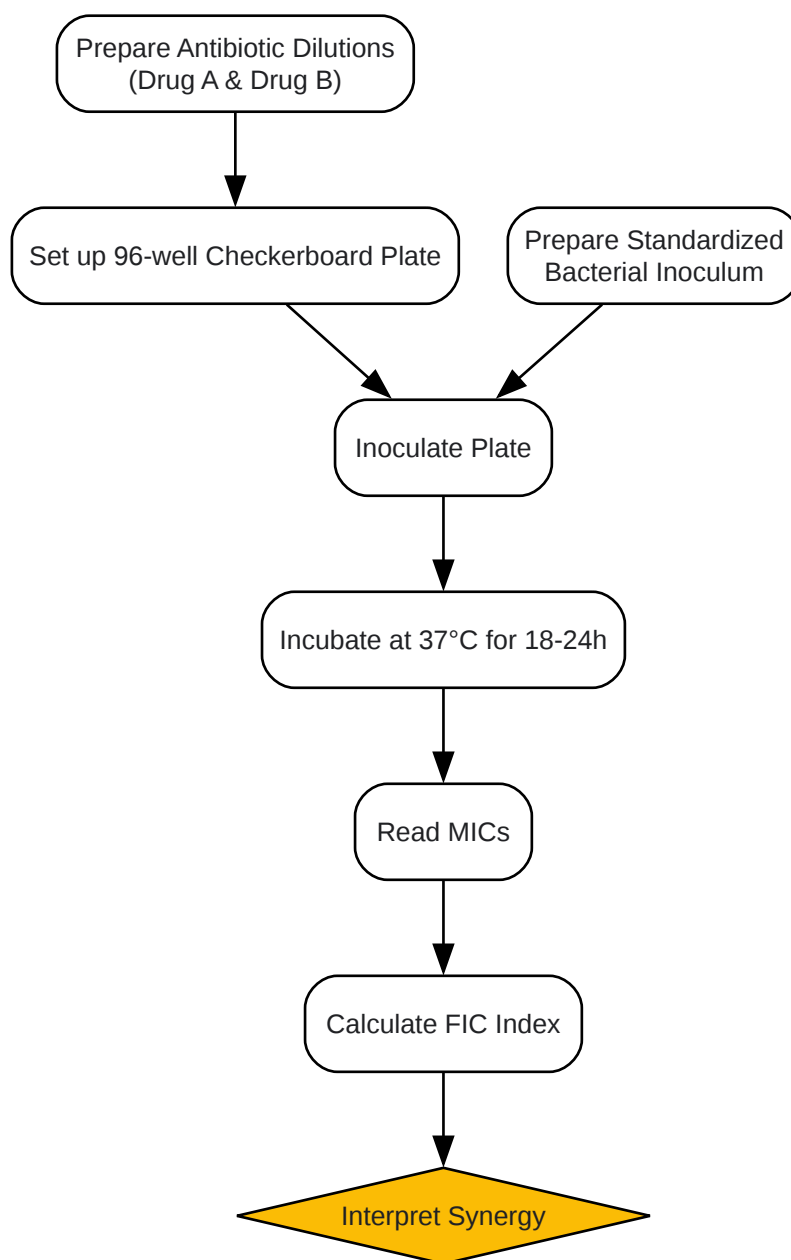 Prepare Antibiotic Dilutions
(Drug A & Drug B)
Set up 96-well Checkerboard Plate
Prepare Standardized
Bacterial Inoculum
Inoculate Plate
Incubate at 37°C for 18-24h
Read MICs
Calculate FIC Index
Interpret Synergy